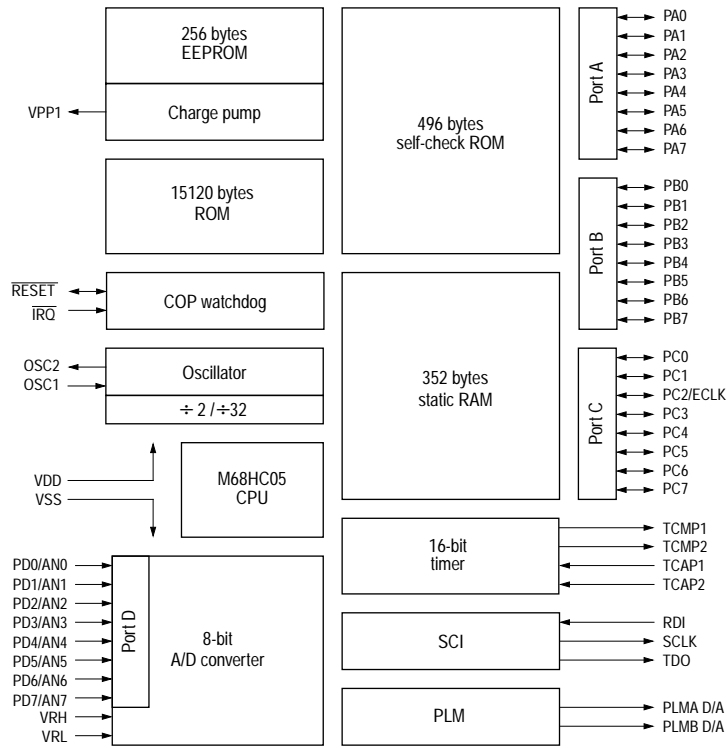 256 bytes
EEPROM
Charge pump
VPP1
15120 bytes
ROM
RESET
IRQ
COP watchdog
OSC2
OSC1
Oscillator
÷ 2 / ÷32
VDD
VSS
M68HC05
CPU
PD0/AN0
PD1/AN1
PD2/AN2
PD3/AN3
PD4/AN4
PD5/AN5
PD6/AN6
PD7/AN7
VRH
VRL
Port D
8-bit
A/D converter
496 bytes
self-check ROM
352 bytes
static RAM
16-bit
timer
SCI
PLM
Port A
PA0
PA1
PA2
PA3
PA4
PA5
PA6
PA7
Port B
PB0
PB1
PB2
PB3
PB4
PB5
PB6
PB7
Port C
PC0
PC1
PC2/ECLK
PC3
PC4
PC5
PC6
PC7
TCMP1
TCMP2
TCAP1
TCAP2
RDI
SCLK
TDO
PLMA D/A
PLMB D/A